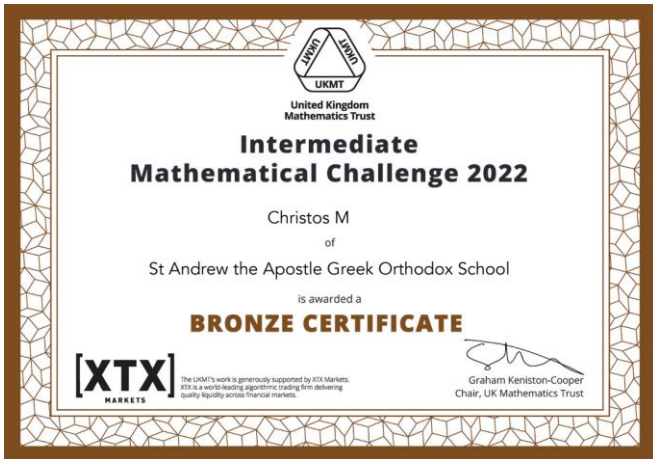 UKMT
UKMT
UKMT
United Kingdom
Mathematics Trust
Intermediate
Mathematical Challenge 2022
Christos M
of
St Andrew the Apostle Greek Orthodox School
is awarded a
BRONZE CERTIFICATE
[XTX]
MARKETS
The UKMT's work is generously supported by XTX Markets.
XTX is a world-leading algorithmic trading firm delivering
quality liquidity across financial markets.
Graham Keniston-Cooper
Chair, UK Mathematics Trust